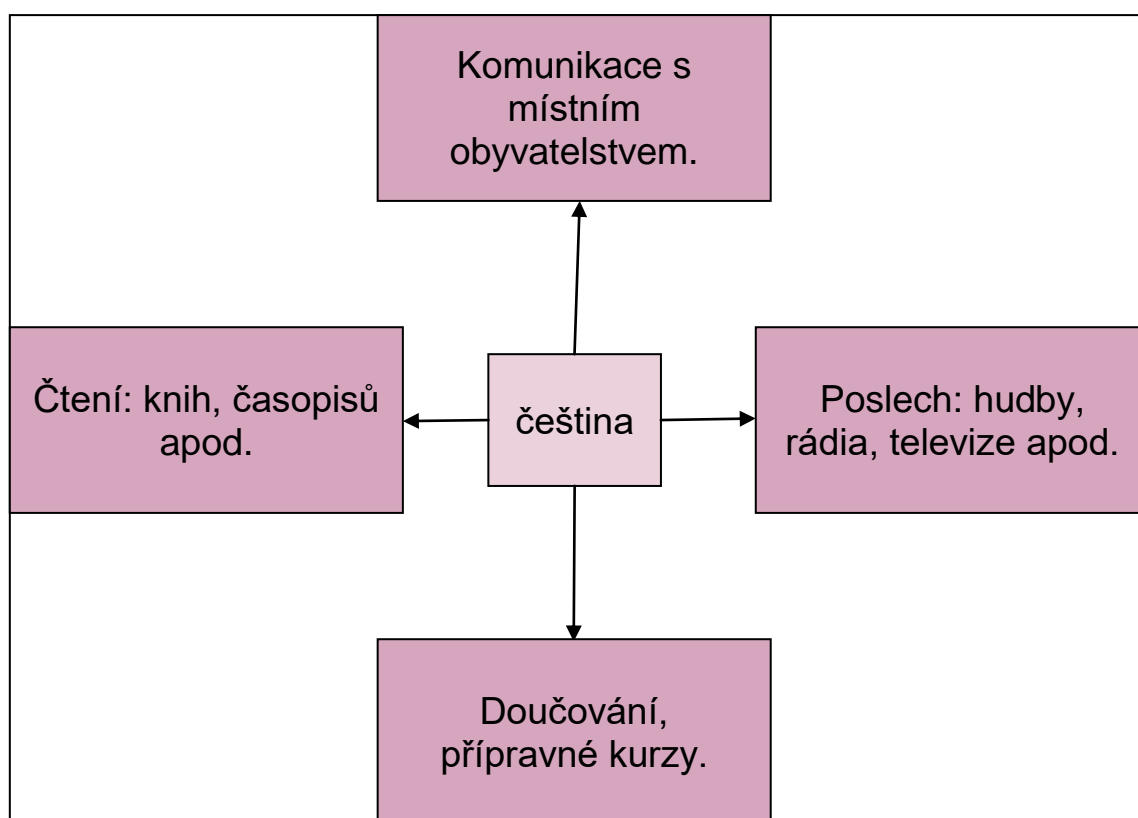 Komunikace s
místním
obyvatelstvem.
Čtení: knih, časopisů
apod.
čeština
Poslech: hudby,
rádia, televize apod.
Doučování,
přípravné kurzy.